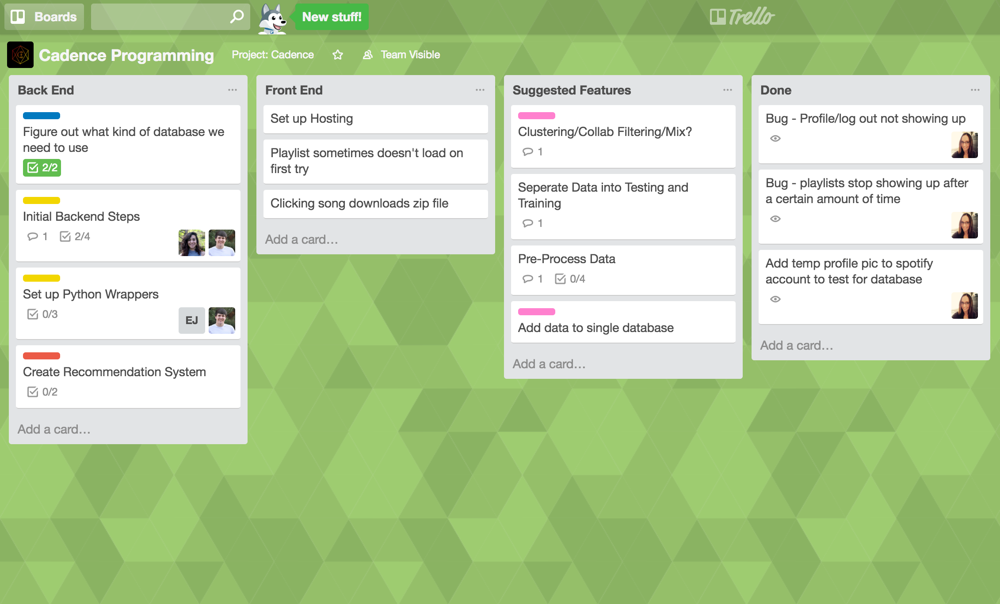 Boards
New stuff!
Trello
Cadence Programming Project: Cadence Team Visible
Back End
Figure out what kind of database we
need to use
2/2
Initial Backend Steps
1 2/4
Set up Python Wrappers
0/3
EJ
Create Recommendation System
0/2
Add a card…
Front End
Set up Hosting
Playlist sometimes doesn't load on
first try
Clicking song downloads zip file
Add a card…
Suggested Features
Clustering/Collab Filtering/Mix?
1
Seperate Data into Testing and
Training
1
Pre-Process Data
1 0/4
Add data to single database
Add a card…
Done
Bug - Profile/log out not showing up
Bug - playlists stop showing up after
a certain amount of time
Add temp profile pic to spotify
account to test for database
Add a card…